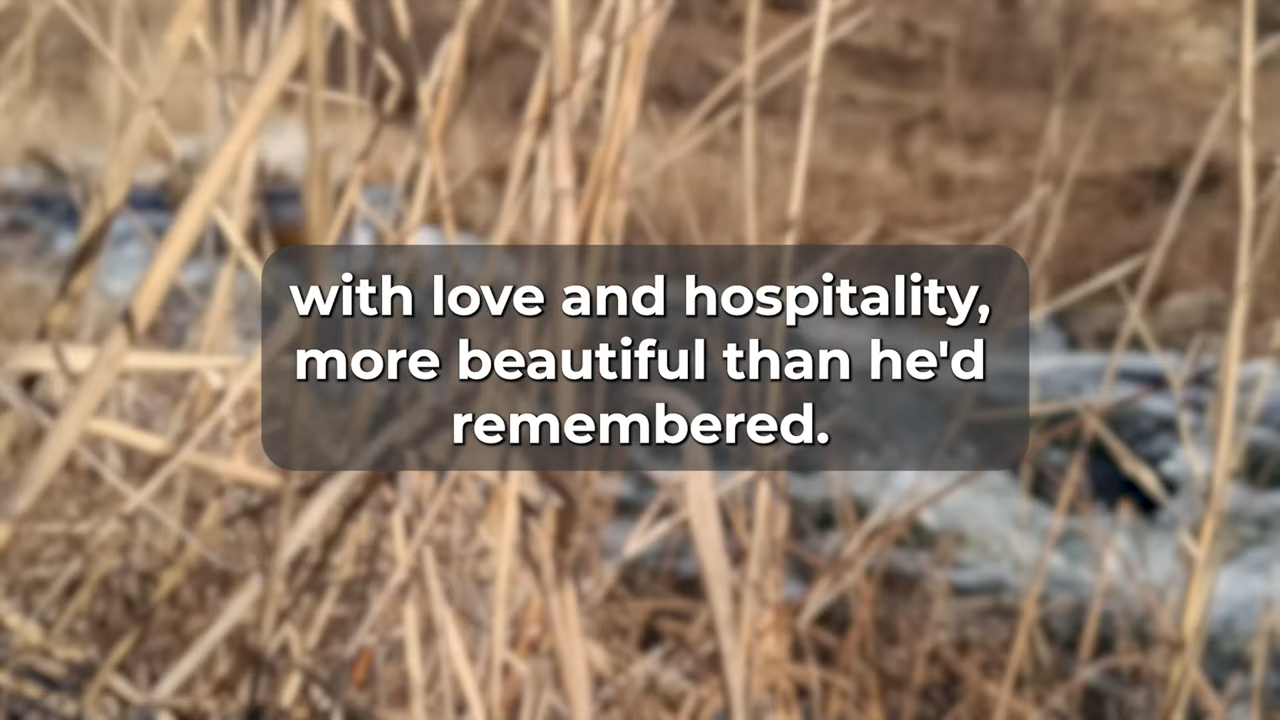 with love and hospitality,
more beautiful than he'd
remembered.